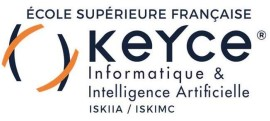 ÉCOLE SUPÉRIEURE FRANÇAISE
KEYCE®
Informatique &
Intelligence Artificielle
ISKIIA / ISKIMC